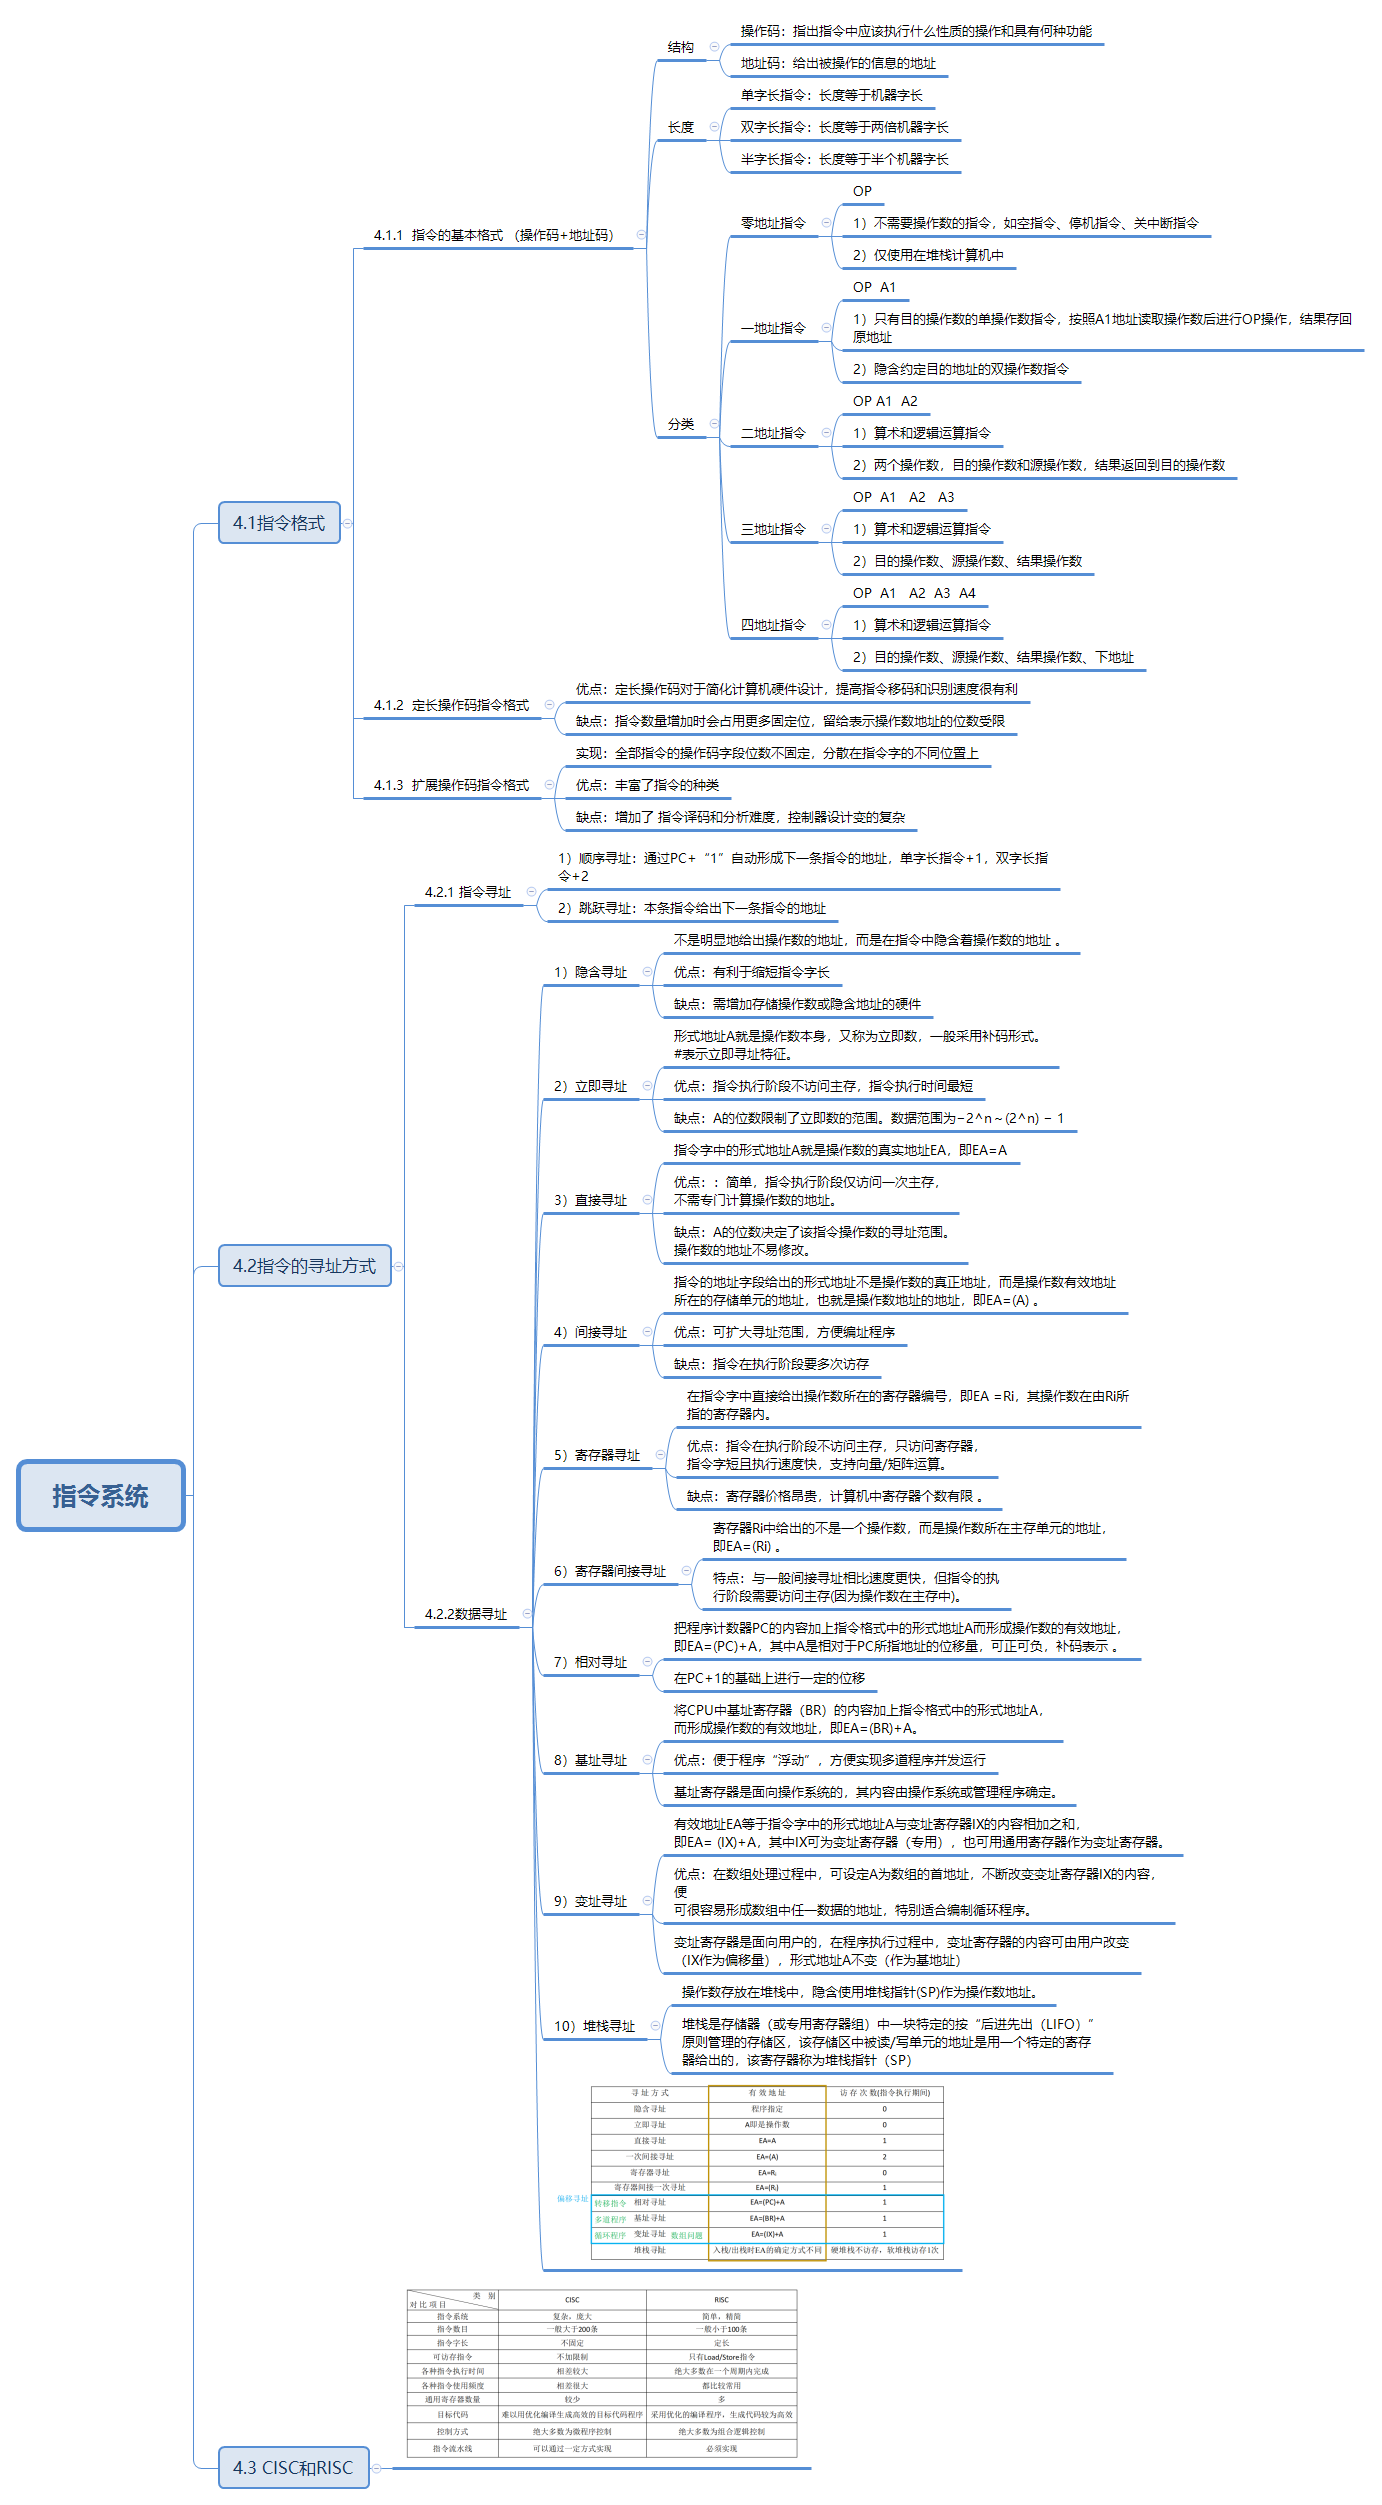 指令系统
4.1指令格式
4.1.1 指令的基本格式 （操作码+地址码）
结构
操作码：指出指令中应该执行什么性质的操作和具有何种功能
地址码：给出被操作的信息的地址
长度
单字长指令：长度等于机器字长
双字长指令：长度等于两倍机器字长
半字长指令：长度等于半个机器字长
分类
零地址指令
OP
1）不需要操作数的指令，如空指令、停机指令、关中断指令
2）仅使用在堆栈计算机中
一地址指令
OP A1
1）只有目的操作数的单操作数指令，按照A1地址读取操作数后进行OP操作，结果存回
原地址
2）隐含约定目的地址的双操作数指令
二地址指令
OP A1 A2
1）算术和逻辑运算指令
2）两个操作数，目的操作数和源操作数，结果返回到目的操作数
三地址指令
OP A1 A2 A3
1）算术和逻辑运算指令
2）目的操作数、源操作数、结果操作数
四地址指令
OP A1 A2 A3 A4
1）算术和逻辑运算指令
2）目的操作数、源操作数、结果操作数、下地址
4.1.2 定长操作码指令格式
优点：定长操作码对于简化计算机硬件设计，提高指令移码和识别速度很有利
缺点：指令数量增加时会占用更多固定位，留给表示操作数地址的位数受限
4.1.3 扩展操作码指令格式
实现：全部指令的操作码字段位数不固定，分散在指令字的不同位置上
优点：丰富了指令的种类
缺点：增加了 指令译码和分析难度，控制器设计变的复杂
4.2指令的寻址方式
4.2.1 指令寻址
1）顺序寻址：通过PC+“1”自动形成下一条指令的地址，单字长指令+1，双字长指
令+2
2）跳跃寻址：本条指令给出下一条指令的地址
4.2.2数据寻址
1）隐含寻址
不是明显地给出操作数的地址，而是在指令中隐含着操作数的地址 。
优点：有利于缩短指令字长
缺点：需增加存储操作数或隐含地址的硬件
2）立即寻址
形式地址A就是操作数本身，又称为立即数，一般采用补码形式。
#表示立即寻址特征。
优点：指令执行阶段不访问主存，指令执行时间最短
缺点：A的位数限制了立即数的范围。数据范围为−2^n～(2^n) − 1
3）直接寻址
指令字中的形式地址A就是操作数的真实地址EA，即EA=A
优点：：简单，指令执行阶段仅访问一次主存，
不需专门计算操作数的地址。
缺点：A的位数决定了该指令操作数的寻址范围。
操作数的地址不易修改。
4）间接寻址
指令的地址字段给出的形式地址不是操作数的真正地址，而是操作数有效地址
所在的存储单元的地址，也就是操作数地址的地址，即EA=(A) 。
优点：可扩大寻址范围，方便编址程序
缺点：指令在执行阶段要多次访存
5）寄存器寻址
在指令字中直接给出操作数所在的寄存器编号，即EA =Ri，其操作数在由Ri所
指的寄存器内。
优点：指令在执行阶段不访问主存，只访问寄存器，
指令字短且执行速度快，支持向量/矩阵运算。
缺点：寄存器价格昂贵，计算机中寄存器个数有限 。
6）寄存器间接寻址
寄存器Ri中给出的不是一个操作数，而是操作数所在主存单元的地址，
即EA=(Ri) 。
特点：与一般间接寻址相比速度更快，但指令的执
行阶段需要访问主存(因为操作数在主存中)。
7）相对寻址
把程序计数器PC的内容加上指令格式中的形式地址A而形成操作数的有效地址，
即EA=(PC)+A，其中A是相对于PC所指地址的位移量，可正可负，补码表示 。
在PC+1的基础上进行一定的位移
8）基址寻址
将CPU中基址寄存器（BR）的内容加上指令格式中的形式地址A，
而形成操作数的有效地址，即EA=(BR)+A。
优点：便于程序“浮动”，方便实现多道程序并发运行
基址寄存器是面向操作系统的，其内容由操作系统或管理程序确定。
9）变址寻址
有效地址EA等于指令字中的形式地址A与变址寄存器IX的内容相加之和，
即EA= (IX)+A，其中IX可为变址寄存器（专用），也可用通用寄存器作为变址寄存器。
优点：在数组处理过程中，可设定A为数组的首地址，不断改变变址寄存器IX的内容，
便
可很容易形成数组中任一数据的地址，特别适合编制循环程序。
变址寄存器是面向用户的，在程序执行过程中，变址寄存器的内容可由用户改变
（IX作为偏移量），形式地址A不变（作为基地址）
10）堆栈寻址
操作数存放在堆栈中，隐含使用堆栈指针(SP)作为操作数地址。
堆栈是存储器（或专用寄存器组）中一块特定的按“后进先出（LIFO）”
原则管理的存储区，该存储区中被读/写单元的地址是用一个特定的寄存
器给出的，该寄存器称为堆栈指针（SP）
寻址方式 有效地址 访存次数(指令执行期间)
隐含寻址 程序指定 0
立即寻址 A即是操作数 0
直接寻址 EA=A 1
一次间接寻址 EA=(A) 2
寄存器寻址 EA=Ri 0
寄存器间接一次寻址 EA=(Ri) 1
偏移寻址
转移指令 相对寻址 EA=(PC)+A 1
多道程序 基址寻址 EA=(BR)+A 1
循环程序 变址寻址 数组问题 EA=(IX)+A 1
堆栈寻址 入栈/出栈时EA的确定方式不同 硬堆栈不访存，软堆栈访存1次
4.3 CISC和RISC
类 别
对比项目 CISC RISC
指令系统 复杂，庞大 简单，精简
指令数目 一般大于200条 一般小于100条
指令字长 不固定 定长
可访存指令 不加限制 只有Load/Store指令
各种指令执行时间 相差较大 绝大多数在一个周期内完成
各种指令使用频度 相差很大 都比较常用
通用寄存器数量 较少 多
目标代码 难以用优化编译生成高效的目标代码程序 采用优化的编译程序，生成代码较为高效
控制方式 绝大多数为微程序控制 绝大多数为组合逻辑控制
指令流水线 可以通过一定方式实现 必须实现